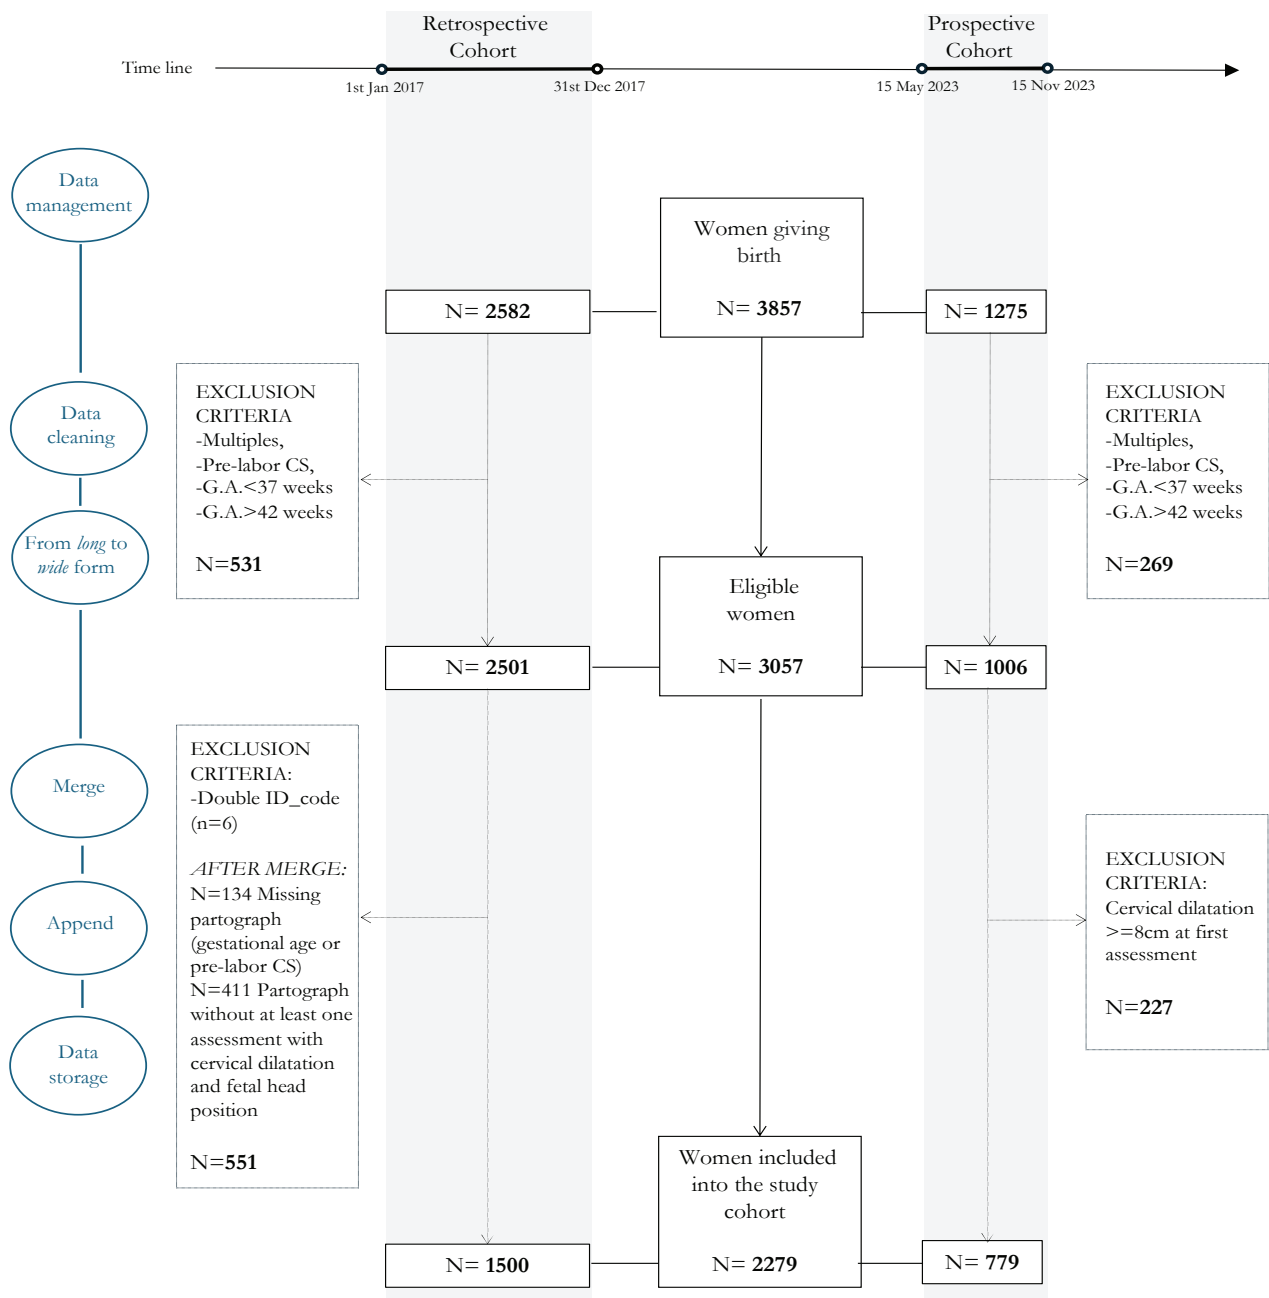 Retrospective
Cohort
Prospective
Cohort
Time line
1st Jan 2017
31st Dec 2017
15 May 2023
15 Nov 2023
Data
management
Women giving
birth
N= 3857
N= 2582
N= 1275
Data
cleaning
EXCLUSION
CRITERIA
-Multiples,
-Pre-labor CS,
-G.A.<37 weeks
-G.A.>42 weeks
N=531
EXCLUSION
CRITERIA
-Multiples,
-Pre-labor CS,
-G.A.<37 weeks
-G.A.>42 weeks
N=269
From long to
wide form
Eligible
women
N= 3057
N= 2501
N= 1006
Merge
EXCLUSION
CRITERIA:
-Double ID_code
(n=6)
AFTER MERGE:
N=134 Missing
partograph
(gestational age or
pre-labor CS)
N=411 Partograph
without at least one
assessment with
cervical dilatation
and fetal head
position
N=551
EXCLUSION
CRITERIA:
Cervical dilatation
>=8cm at first
assessment
N=227
Append
Data
storage
Women included
into the study
cohort
N= 2279
N= 1500
N= 779